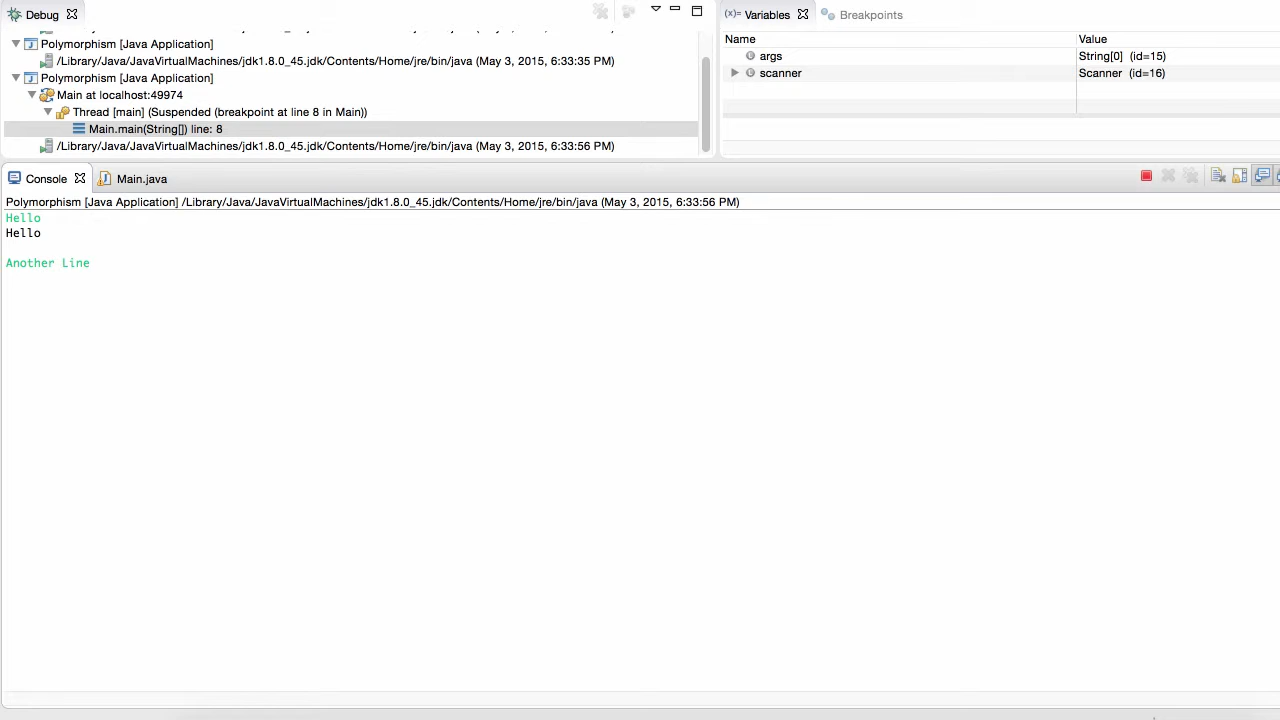 Debug
Polymorphism [Java Application]
/Library/Java/JavaVirtualMachines/jdk1.8.0_45.jdk/Contents/Home/jre/bin/java (May 3, 2015, 6:33:35 PM)
Polymorphism [Java Application]
Main at localhost:49974
Thread [main] (Suspended (breakpoint at line 8 in Main))
Main.main(String[]) line: 8
/Library/Java/JavaVirtualMachines/jdk1.8.0_45.jdk/Contents/Home/jre/bin/java (May 3, 2015, 6:33:56 PM)
(x)= Variables Breakpoints
Name Value
args String[0] (id=15)
scanner Scanner (id=16)
Console Main.java
Polymorphism [Java Application] /Library/Java/JavaVirtualMachines/jdk1.8.0_45.jdk/Contents/Home/jre/bin/java (May 3, 2015, 6:33:56 PM)
Hello
Hello
Another Line